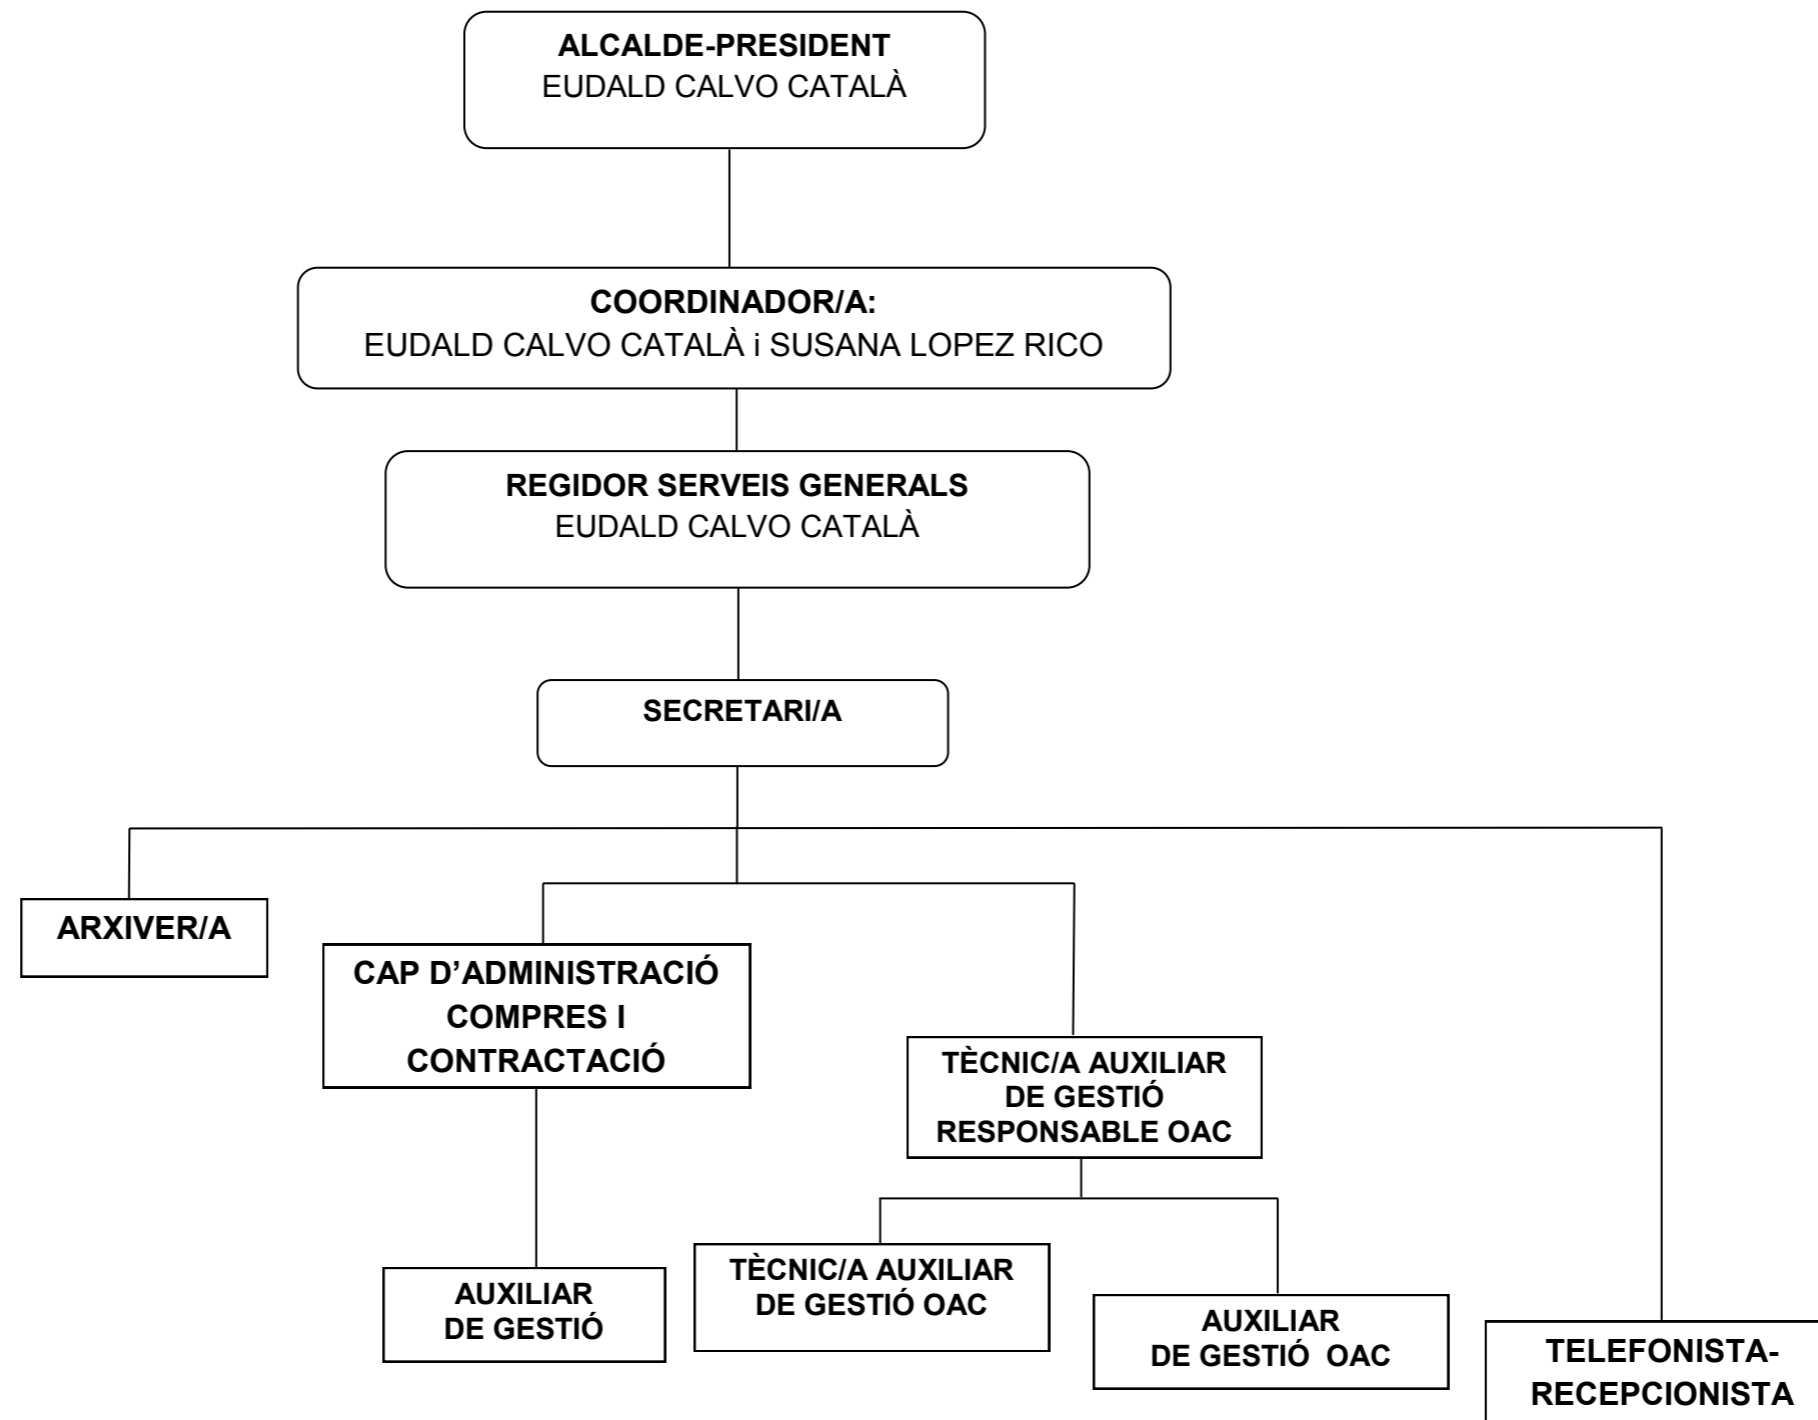 ALCALDE-PRESIDENT
EUDALD CALVO CATALÀ
COORDINADOR/A:
EUDALD CALVO CATALÀ i SUSANA LOPEZ RICO
REGIDOR SERVEIS GENERALS
EUDALD CALVO CATALÀ
SECRETARI/A
ARXIVER/A
CAP D’ADMINISTRACIÓ
COMPRES I
CONTRACTACIÓ
TÈCNIC/A AUXILIAR
DE GESTIÓ
RESPONSABLE OAC
AUXILIAR
DE GESTIÓ
TÈCNIC/A AUXILIAR
DE GESTIÓ OAC
AUXILIAR
DE GESTIÓ  OAC
TELEFONISTA-
RECEPCIONISTA